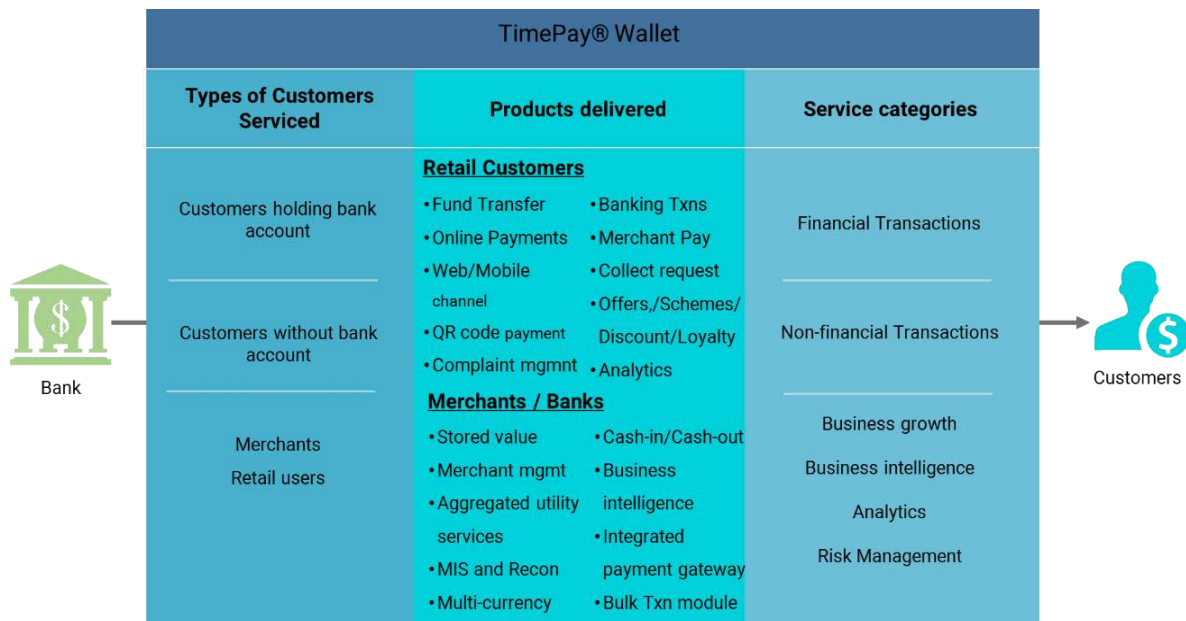 TimePay® Wallet
Types of Customers
Serviced
Products delivered
Service categories
Customers holding bank
account
Customers without bank
account
Merchants
Retail users
Retail Customers
•Fund Transfer
•Online Payments
•Web/Mobile
channel
•QR code payment
•Complaint mgmnt
•Banking Txns
•Merchant Pay
•Collect request
•Offers,/Schemes/
Discount/Loyalty
•Analytics
Merchants / Banks
•Stored value
•Merchant mgmt
•Aggregated utility
services
•MIS and Recon
•Multi-currency
•Cash-in/Cash-out
•Business
intelligence
•Integrated
payment gateway
•Bulk Txn module
Financial Transactions
Non-financial Transactions
Business growth
Business intelligence
Analytics
Risk Management
$
Bank
$
Customers